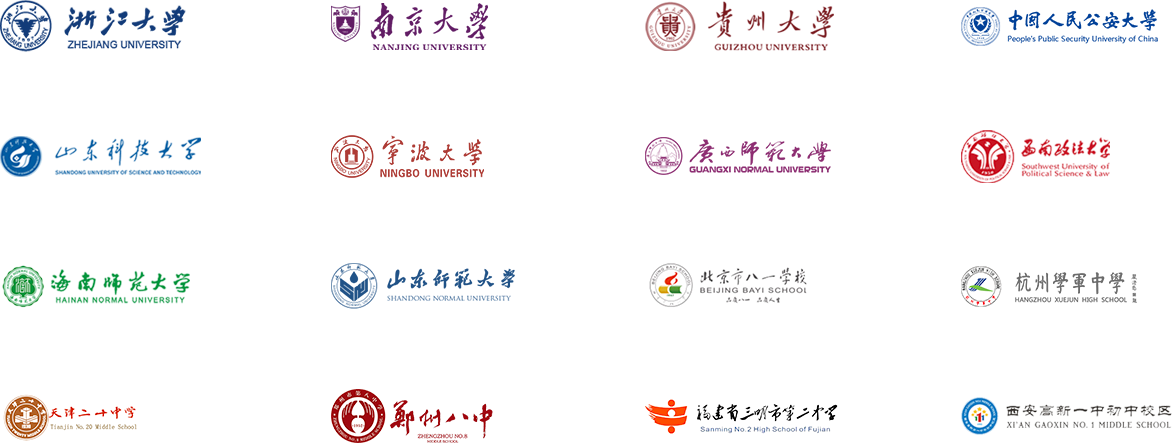 浙江大學
ZHEJIANG UNIVERSITY
南京大學
NANJING UNIVERSITY
貴州大學
GUIZHOU UNIVERSITY
中国人民公安大學
People's Public Security University of China
山东科技大学
SHANDONG UNIVERSITY OF SCIENCE AND TECHNOLOGY
寧波大學
NINGBO UNIVERSITY
廣西師範大學
GUANGXI NORMAL UNIVERSITY
西南政法大学
Southwest University of
Political Science & Law
海南师范大学
HAINAN NORMAL UNIVERSITY
山东师范大学
SHANDONG NORMAL UNIVERSITY
北京市八一学校
BEIJING BAYI SCHOOL
杭州學軍中學
HANGZHOU XUEJUN HIGH SCHOOL
天津二十中学
Tianjin No.20 Middle School
鄭州八中
ZHENGZHOU NO.8
MIDDLE SCHOOL
福建省三明市第二中学
Sanming No.2 High School of Fujian
西安高新一中初中校区
XI'AN GAOXIN NO.1 MIDDLE SCHOOL